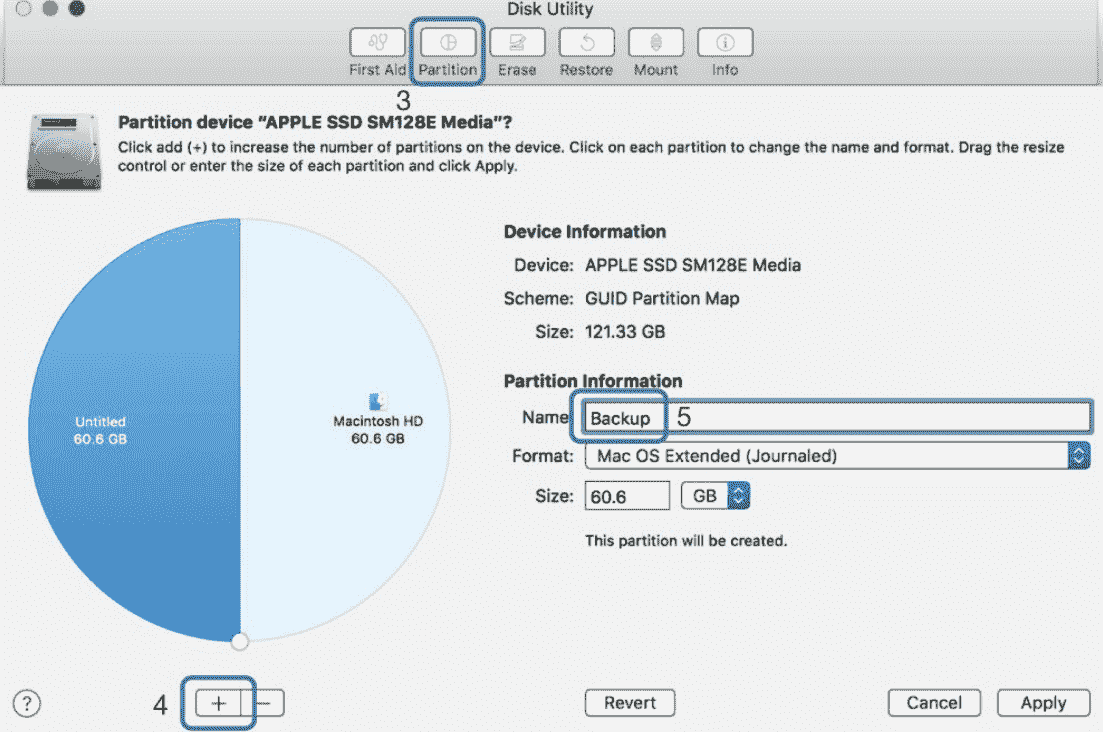 Disk Utility
First Aid Partition Erase Restore Mount Info
3
Partition device “APPLE SSD SM128E Media”?
Click add (+) to increase the number of partitions on the device. Click on each partition to change the name and format. Drag the resize
control or enter the size of each partition and click Apply.
Device Information
Device: APPLE SSD SM128E Media
Scheme: GUID Partition Map
Size: 121.33 GB
Partition Information
Name Backup 5
Format: Mac OS Extended (Journaled)
Size: 60.6 GB
This partition will be created.
Untitled
60.6 GB
Macintosh HD
60.6 GB
4 + −
? Revert Cancel Apply